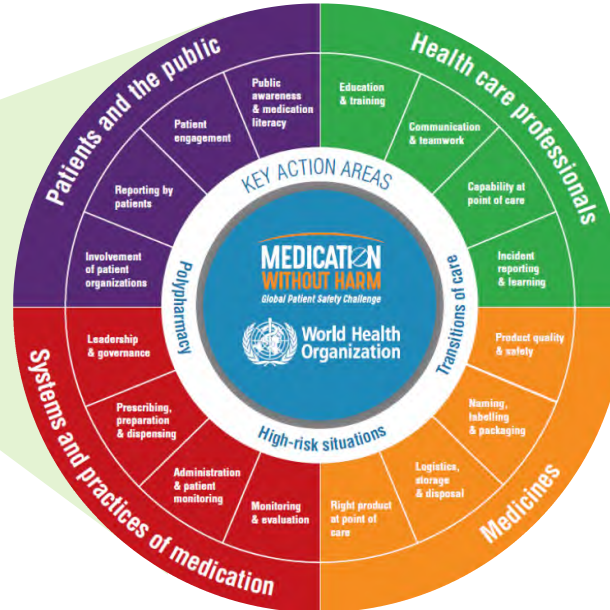 Patients and the public
Public
awareness
& medication
literacy
Patient
engagement
Reporting by
patients
Involvement
of patient
organizations
Health care professionals
Education
& training
Communication
& teamwork
Capability at
point of care
Incident
reporting
& learning
Medicines
Product quality
& safety
Naming,
labelling
& packaging
Logistics,
storage
& disposal
Right product
at point of
care
Systems and practices of medication
Leadership
& governance
Prescribing,
preparation
& dispensing
Administration
& patient
monitoring
Monitoring
& evaluation
KEY ACTION AREAS
Polypharmacy
Transitions of care
High-risk situations
MEDICATION
WITHOUT HARM
Global Patient Safety Challenge
World Health
Organization